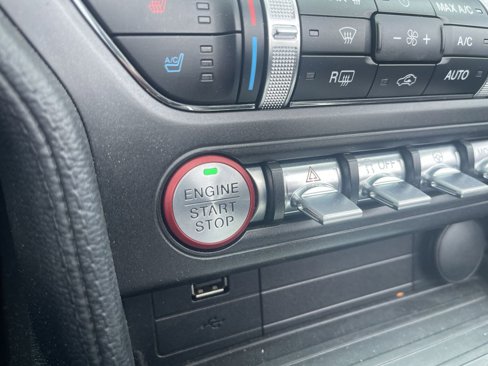 MAX A/C
A/C
A/C
R
AUTO
ENGINE
START
STOP
OFF